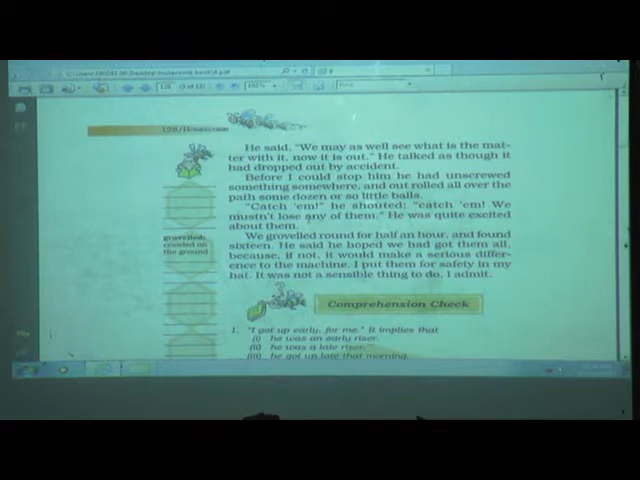 128/HONEYCOMB
He said, "We may as well see what is the mat-
ter with it, now it is out." He talked as though it
had dropped out by accident.
Before I could stop him he had unscrewed
something somewhere, and out rolled all over the
path some dozen or so little balls.
"Catch 'em!" he shouted; "catch 'em! We
mustn't lose any of them." He was quite excited
about them.
grovelled:
crawled on
the ground
We grovelled round for half an hour, and found
sixteen. He said he hoped we had got them all,
because, if not, it would make a serious differ-
ence to the machine. I put them for safety in my
hat. It was not a sensible thing to do, I admit.
Comprehension Check
1. "I got up early, for me." It implies that
(i) he was an early riser.
(ii) he was a late riser.
(iii) he got up late that morning.